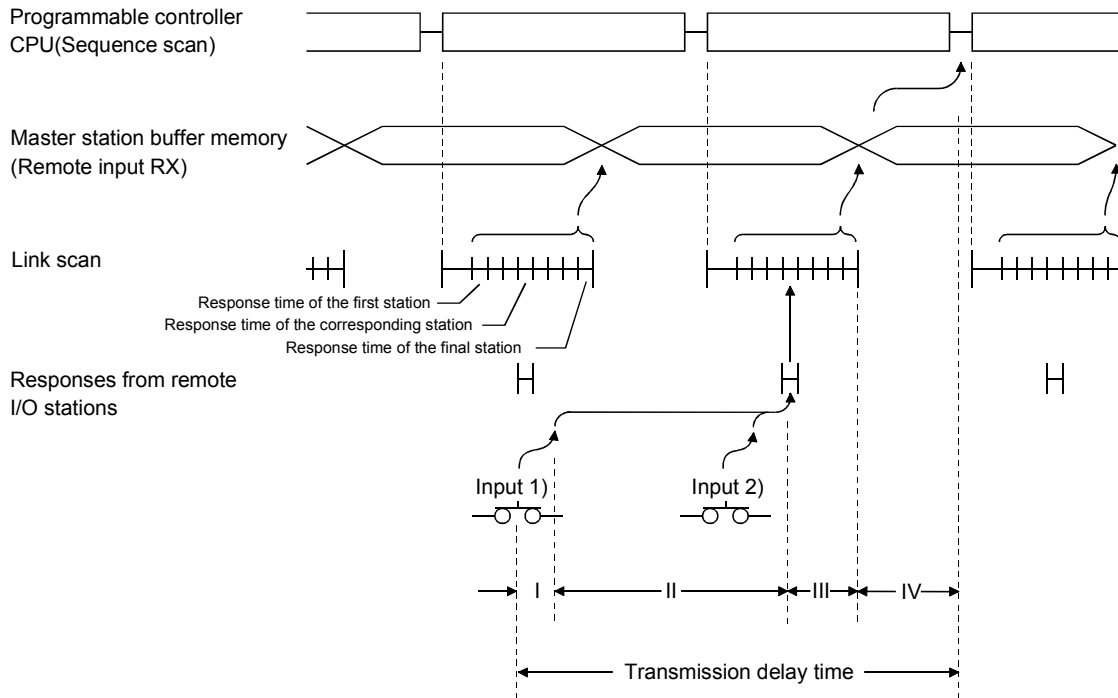 Programmable controller
CPU(Sequence scan)
Master station buffer memory
(Remote input RX)
Link scan
Response time of the first station
Response time of the corresponding station
Response time of the final station
Responses from remote
I/O stations
Input 1)
Input 2)
I
II
III
IV
Transmission delay time